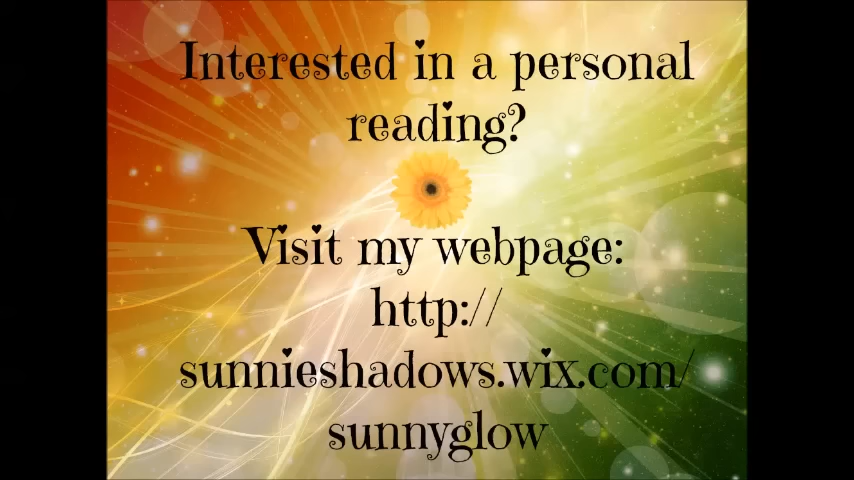 Interested in a personal
reading?
Visit my webpage:
http://
sunnieshadows.wix.com/
sunnyglow